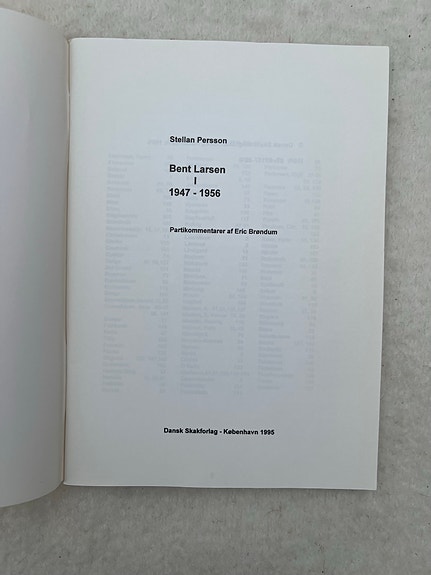 Stellan Persson
Bent Larsen
I
1947 - 1956
Partikommentarer af Eric Brøndum
Dansk Skakforlag - København 1995